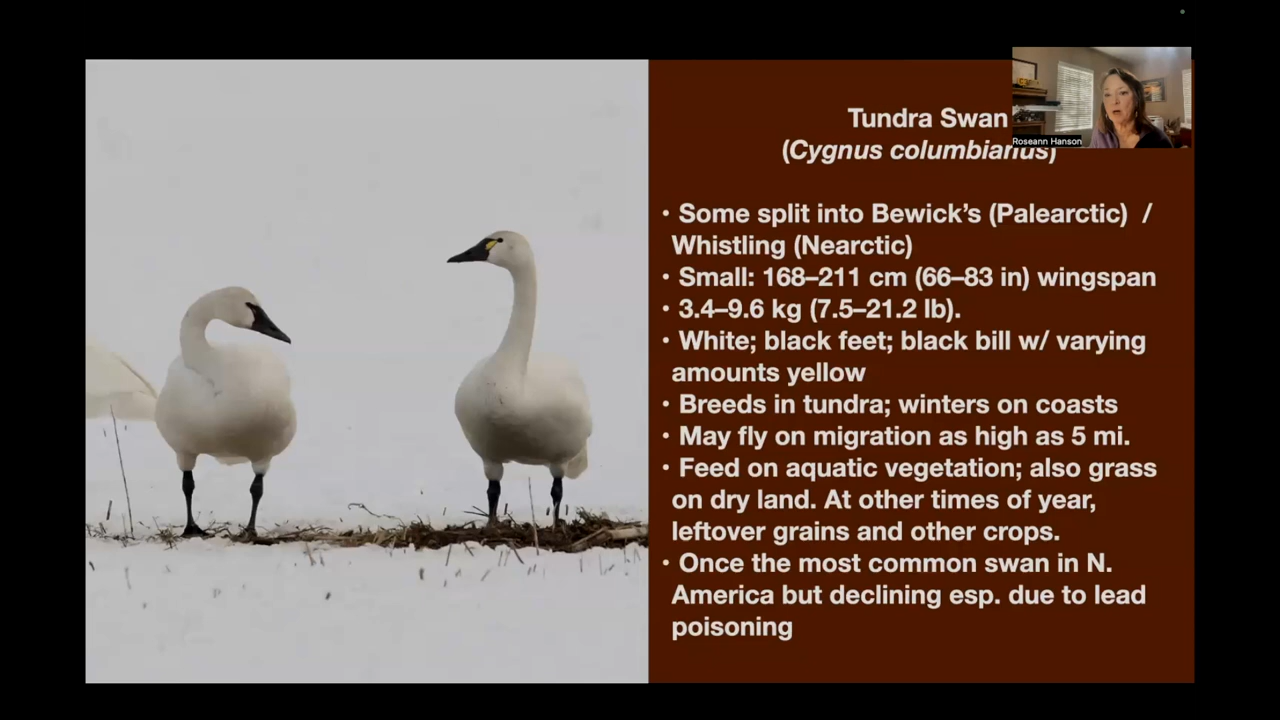 Tundra Swan
(Cygnus columbianus)
Roseann Hanson
• Some split into Bewick's (Palearctic) /
Whistling (Nearctic)
• Small: 168–211 cm (66–83 in) wingspan
• 3.4–9.6 kg (7.5–21.2 lb).
• White; black feet; black bill w/ varying
amounts yellow
• Breeds in tundra; winters on coasts
• May fly on migration as high as 5 mi.
• Feed on aquatic vegetation; also grass
on dry land. At other times of year,
leftover grains and other crops.
• Once the most common swan in N.
America but declining esp. due to lead
poisoning